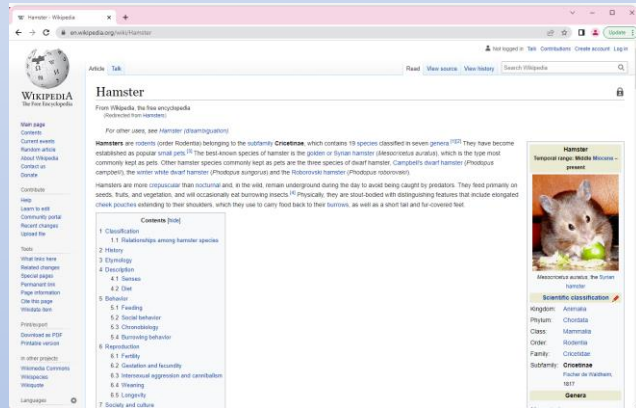 Hamster - Wikipedia
en.wikipedia.org/wiki/Hamster
Update
Not logged in Talk Contributions Create account Log in
WIKIPEDIA
The Free Encyclopedia
Article Talk
Read View source View history
Search Wikipedia
Hamster
From Wikipedia, the free encyclopedia
(Redirected from Hamsters)
For other uses, see Hamster (disambiguation)
Hamsters are rodents (order Rodentia) belonging to the subfamily Cricetinae, which contains 19 species classified in seven genera.[1][2] They have become
established as popular small pets.[3] The best-known species of hamster is the golden or Syrian hamster (Mesocricetus auratus), which is the type most
commonly kept as pets. Other hamster species commonly kept as pets are the three species of dwarf hamster, Campbell's dwarf hamster (Phodopus
campbelli), the winter white dwarf hamster (Phodopus sungorus) and the Roborovski hamster (Phodopus roborovskii).
Hamsters are more crepuscular than nocturnal and, in the wild, remain underground during the day to avoid being caught by predators. They feed primarily on
seeds, fruits, and vegetation, and will occasionally eat burrowing insects.[4] Physically, they are stout-bodied with distinguishing features that include elongated
cheek pouches extending to their shoulders, which they use to carry food back to their burrows, as well as a short tail and fur-covered feet.
Contents [hide]
1 Classification
1.1 Relationships among hamster species
2 History
3 Etymology
4 Description
4.1 Senses
4.2 Diet
5 Behavior
5.1 Feeding
5.2 Social behavior
5.3 Chronobiology
5.4 Burrowing behavior
6 Reproduction
6.1 Fertility
6.2 Gestation and fecundity
6.3 Intersexual aggression and cannibalism
6.4 Weaning
6.5 Longevity
7 Society and culture
Main page
Contents
Current events
Random article
About Wikipedia
Contact us
Donate
Contribute
Help
Learn to edit
Community portal
Recent changes
Upload file
Tools
What links here
Related changes
Special pages
Permanent link
Page information
Cite this page
Wikidata item
Print/export
Download as PDF
Printable version
In other projects
Wikimedia Commons
Wikispecies
Wikiquote
Languages
Hamster
Temporal range: Middle Miocene –
present
Mesocricetus auratus, the Syrian
hamster
Scientific classification
Kingdom: Animalia
Phylum: Chordata
Class: Mammalia
Order: Rodentia
Family: Cricetidae
Subfamily: Cricetinae
Fischer de Waldheim,
1817
Genera